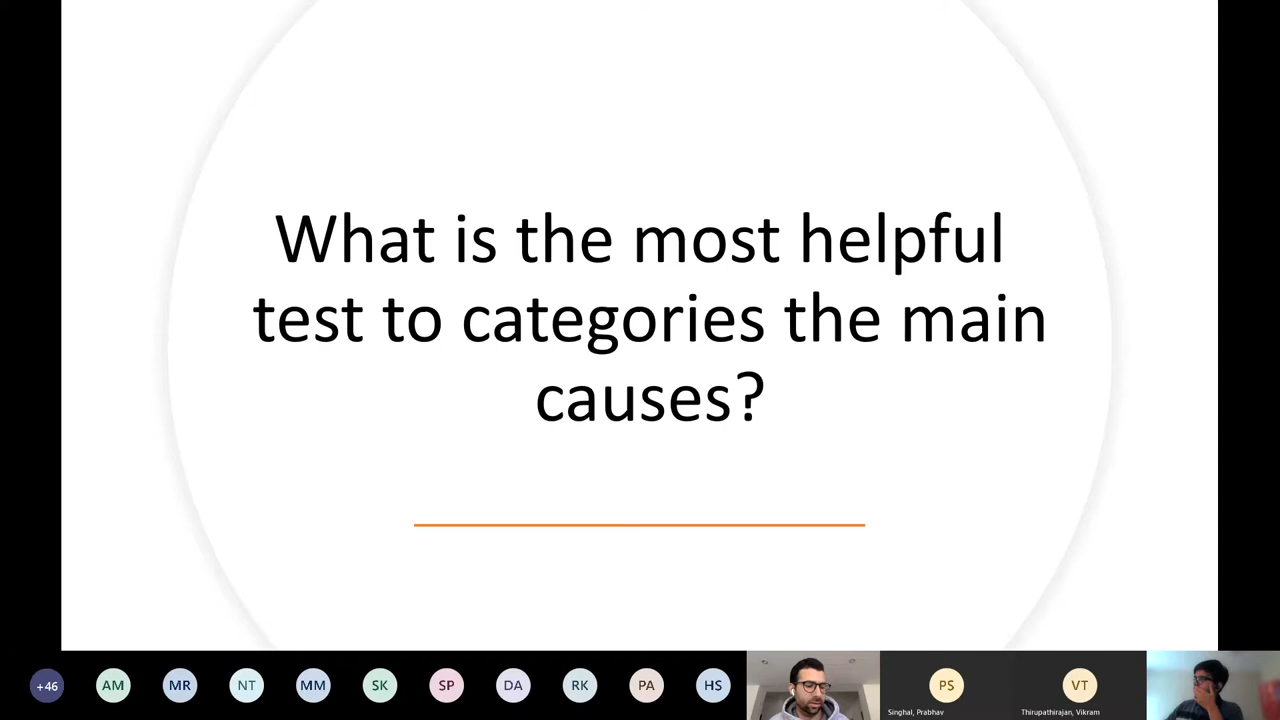 What is the most helpful
test to categories the main
causes?
+46 AM MR NT MM SK SP DA RK PA HS PS VT
Singhal, Prabhav Thirupathirajan, Vikram